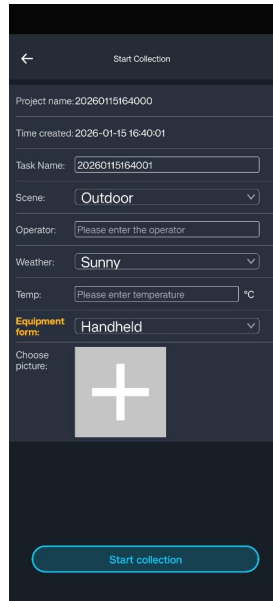 Start Collection
Project name:20260115164000
Time created:2026-01-15 16:40:01
Task Name: 20260115164001
Scene: Outdoor
Operator: Please enter the operator
Weather: Sunny
Temp: Please enter temperature °C
Equipment
form: Handheld
Choose
picture:
Start collection